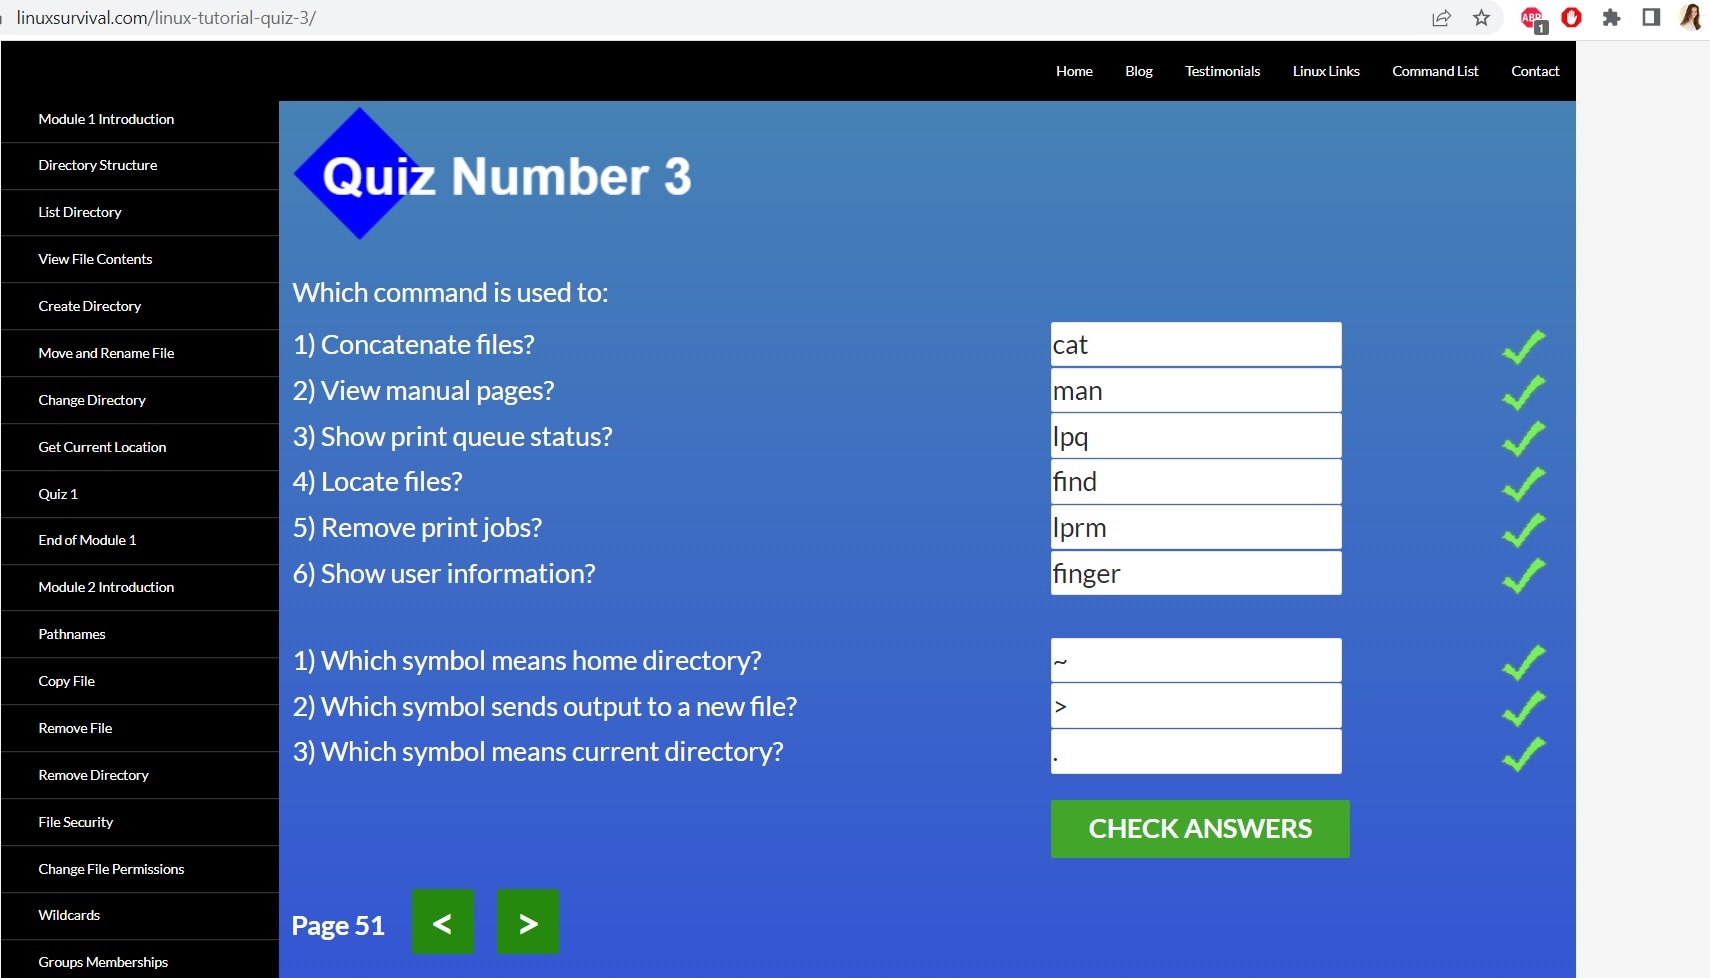 linuxsurvival.com/linux-tutorial-quiz-3/
ABP
1
Home Blog Testimonials Linux Links Command List Contact
Module 1 Introduction
Directory Structure
List Directory
View File Contents
Create Directory
Move and Rename File
Change Directory
Get Current Location
Quiz 1
End of Module 1
Module 2 Introduction
Pathnames
Copy File
Remove File
Remove Directory
File Security
Change File Permissions
Wildcards
Groups Memberships
Quiz Number 3
Which command is used to:
1) Concatenate files? cat
2) View manual pages? man
3) Show print queue status? lpq
4) Locate files? find
5) Remove print jobs? lprm
6) Show user information? finger
1) Which symbol means home directory? ~
2) Which symbol sends output to a new file? >
3) Which symbol means current directory? .
CHECK ANSWERS
Page 51 < >